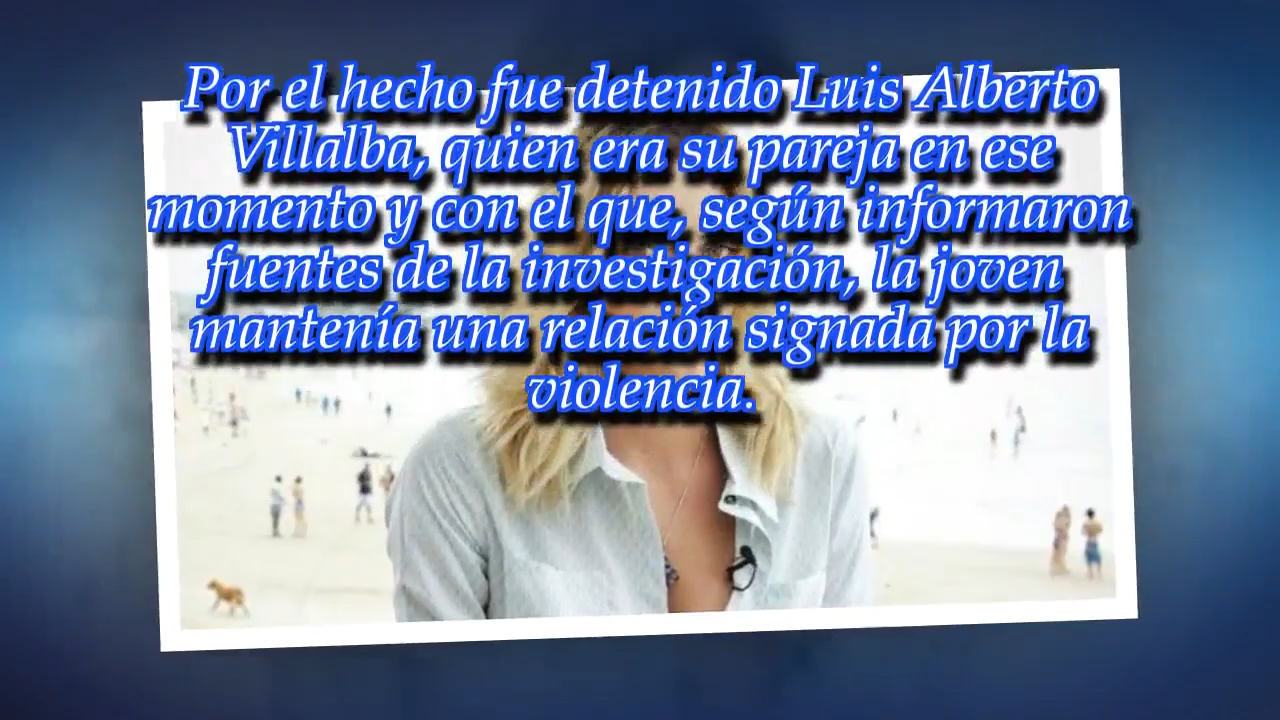 Por el hecho fue detenido Luis Alberto
Villalba, quien era su pareja en ese
momento y con el que, según informaron
fuentes de la investigación, la joven
mantenía una relación signada por la
violencia.